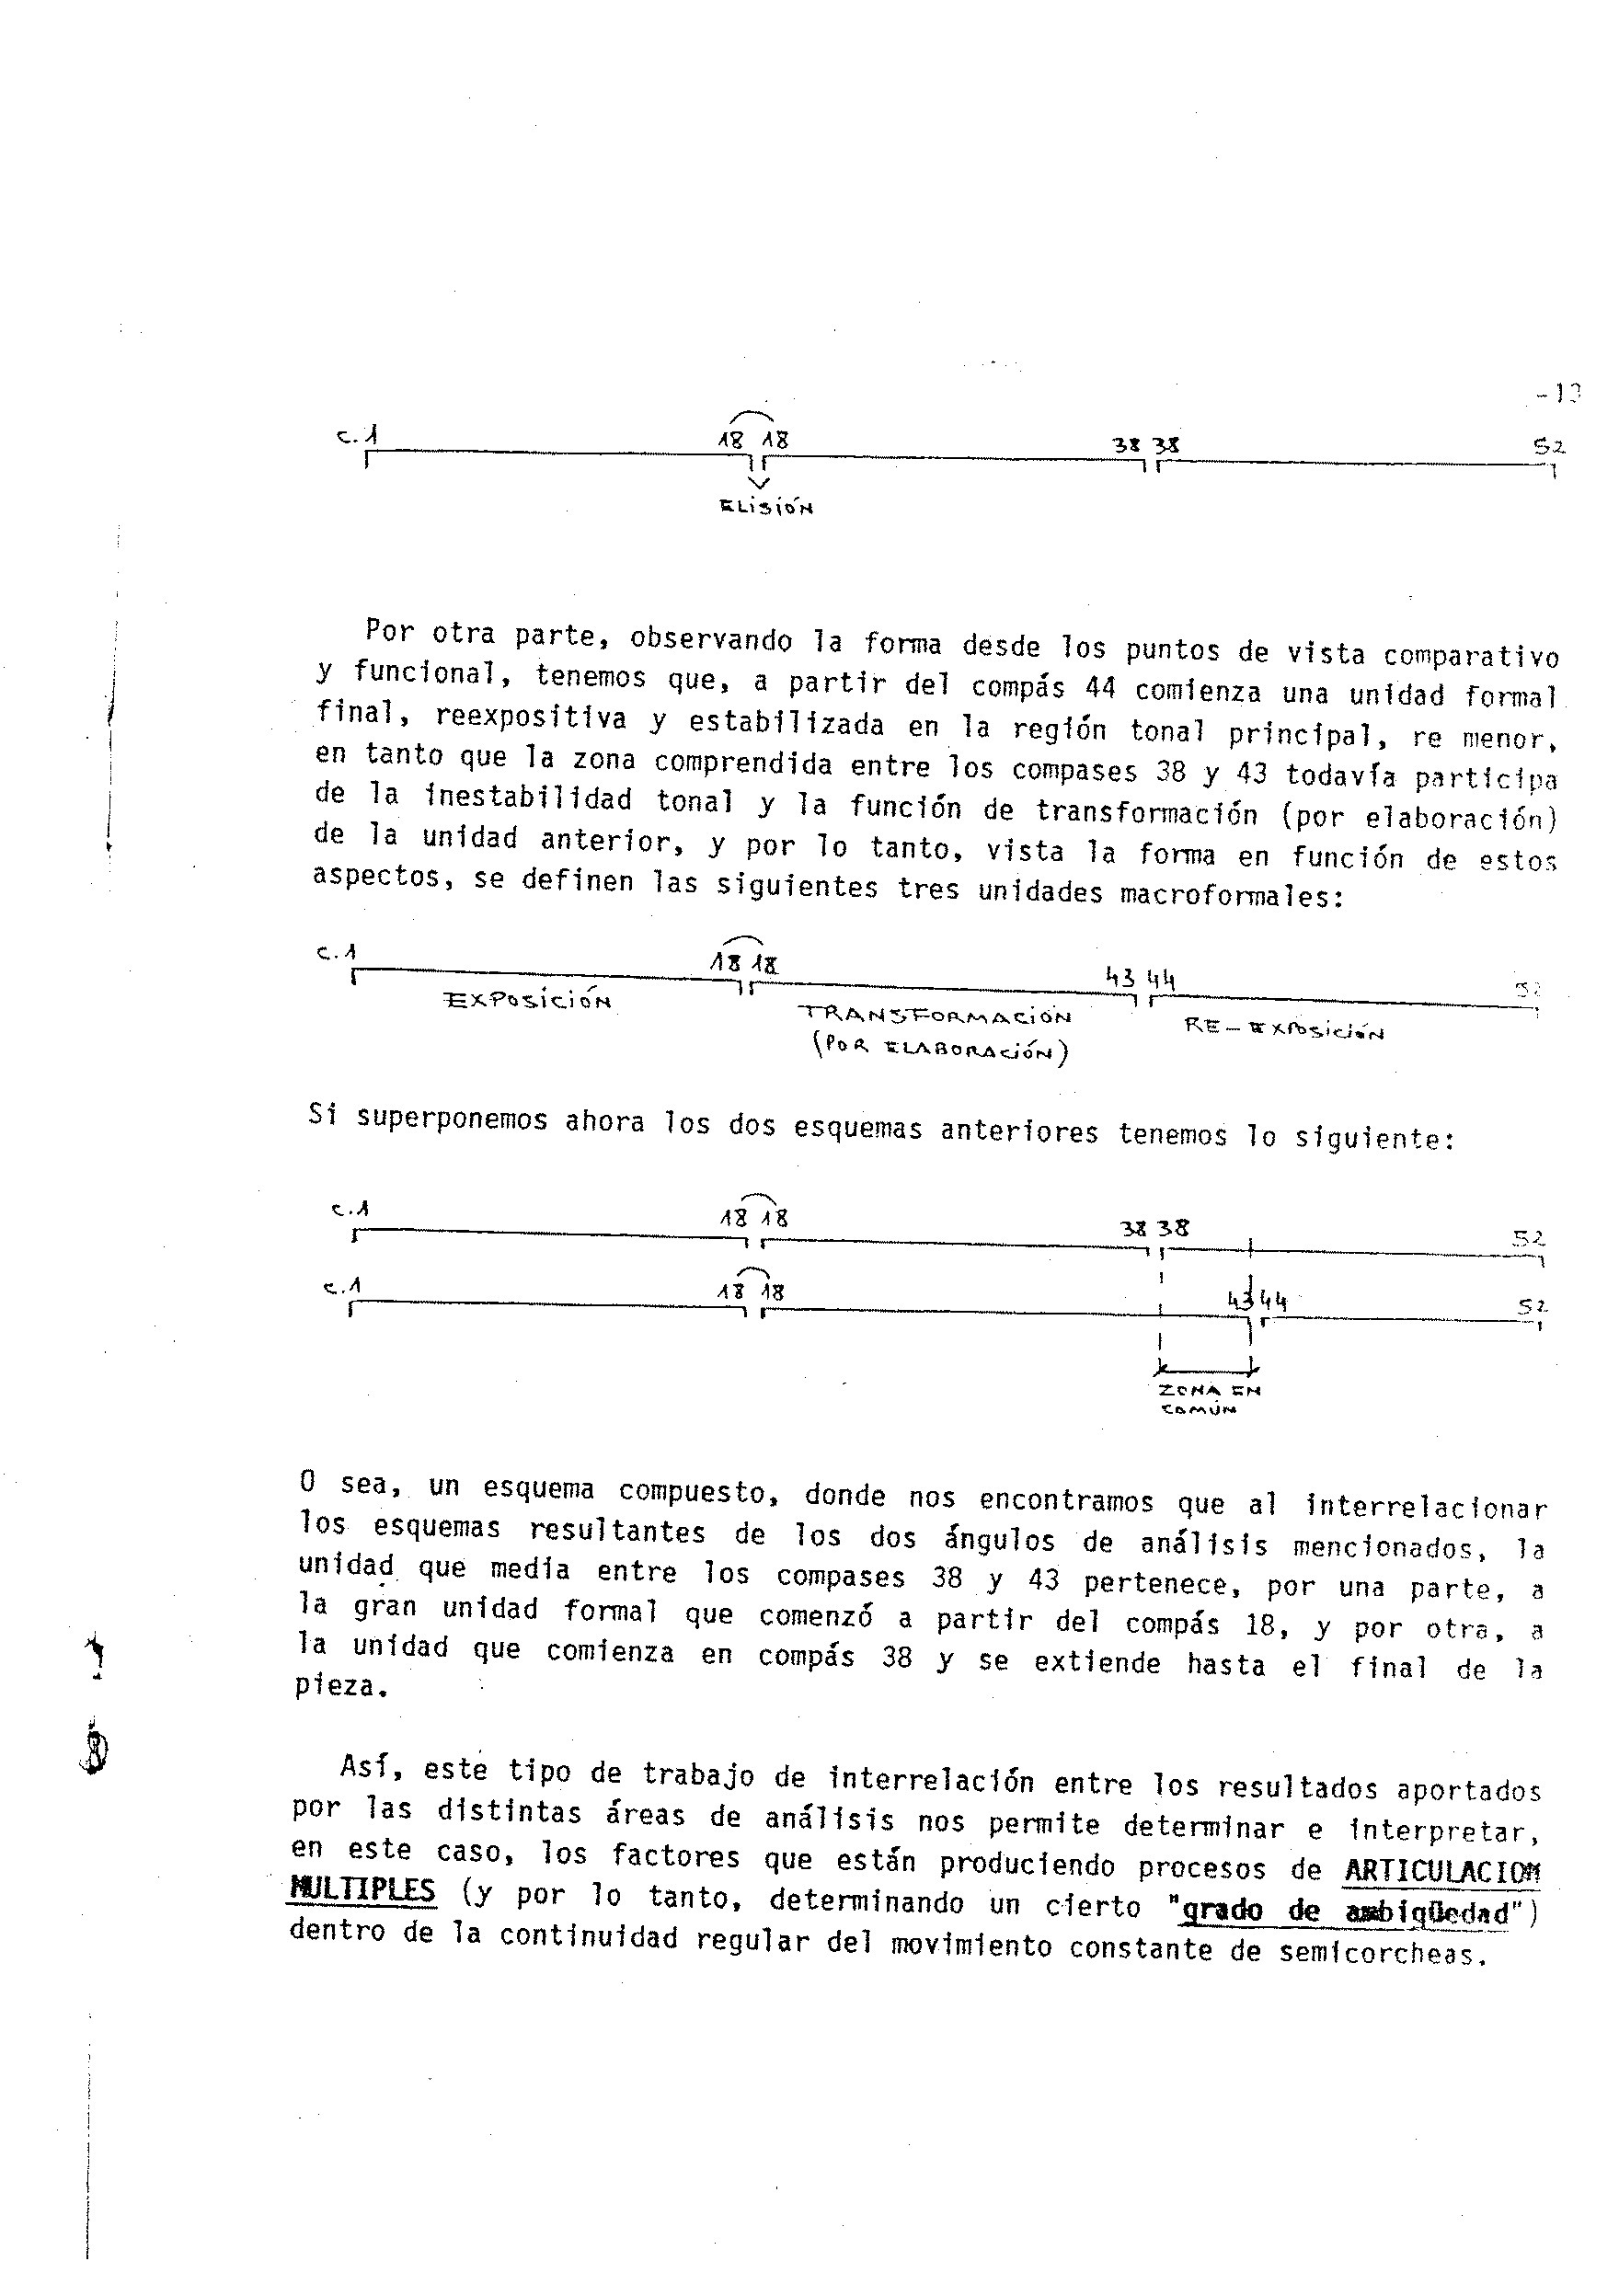 -13
c.1 18 18 38 38 52
ELISIÓN
Por otra parte, observando la forma desde los puntos de vista comparativo
y funcional, tenemos que, a partir del compás 44 comienza una unidad formal
final, reexpositiva y estabilizada en la región tonal principal, re menor,
en tanto que la zona comprendida entre los compases 38 y 43 todavía participa
de la inestabilidad tonal y la función de transformación (por elaboración)
de la unidad anterior, y por lo tanto, vista la forma en función de estos
aspectos, se definen las siguientes tres unidades macroformales:
c.1 18 18 43 44 52
EXPOSICIÓN TRANSFORMACIÓN RE-EXPOSICIÓN
(POR ELABORACIÓN)
Si superponemos ahora los dos esquemas anteriores tenemos lo siguiente:
c.1 18 18 38 38 52
c.1 18 18 43 44 52
ZONA EN
COMÚN
O sea, un esquema compuesto, donde nos encontramos que al interrelacionar
los esquemas resultantes de los dos ángulos de análisis mencionados, la
unidad que media entre los compases 38 y 43 pertenece, por una parte, a
la gran unidad formal que comenzó a partir del compás 18, y por otra, a
la unidad que comienza en compás 38 y se extiende hasta el final de la
pieza.
Así, este tipo de trabajo de interrelación entre los resultados aportados
por las distintas áreas de análisis nos permite determinar e interpretar,
en este caso, los factores que están produciendo procesos de ARTICULACION
MULTIPLES (y por lo tanto, determinando un cierto "grado de ambigüedad")
dentro de la continuidad regular del movimiento constante de semicorcheas.